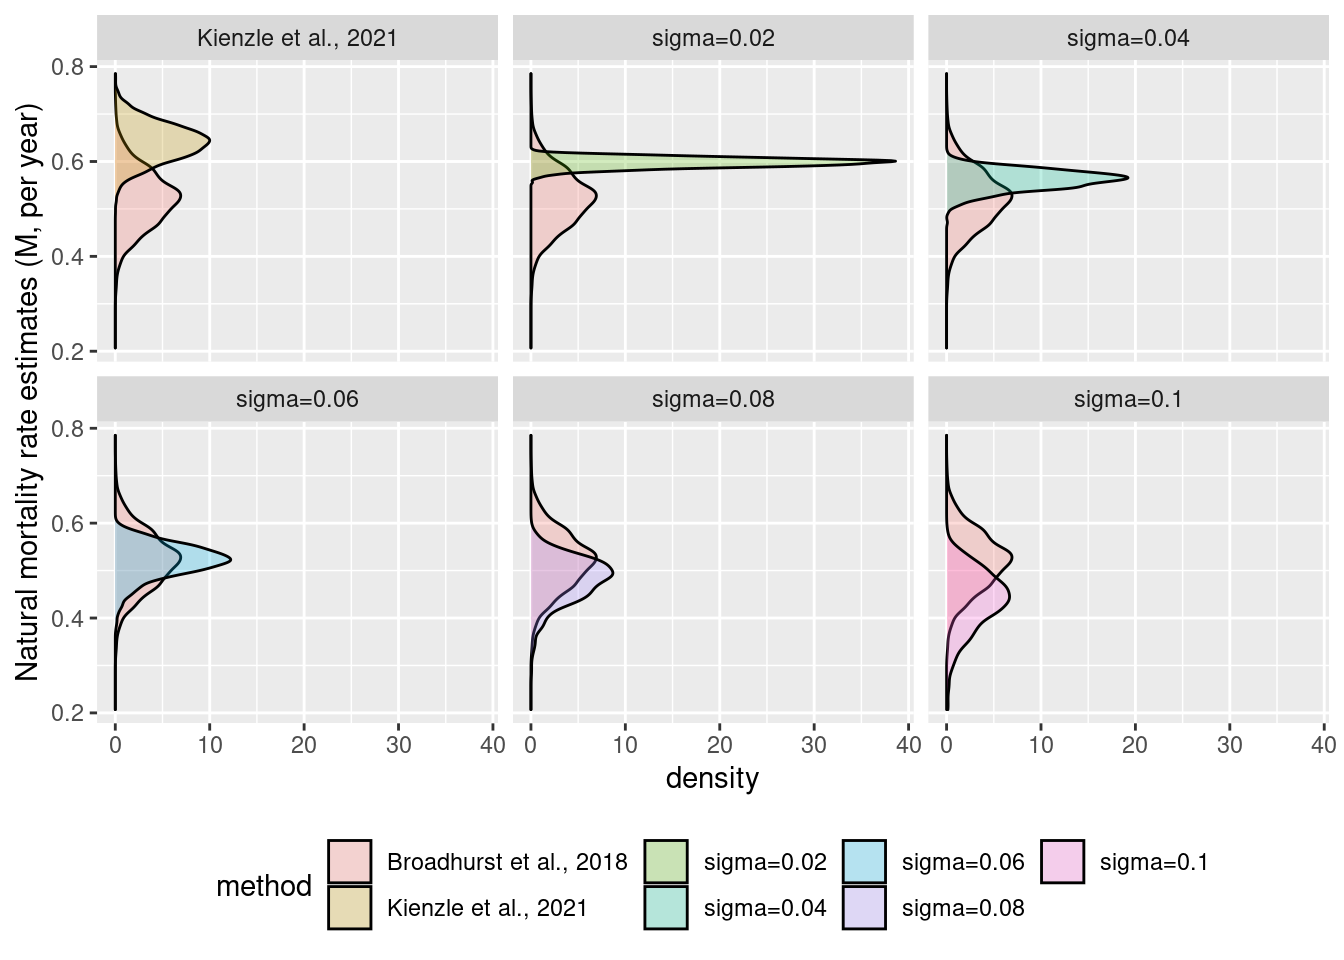 Kienzle et al., 2021
sigma=0.02
sigma=0.04
0.8
0.6
0.4
0.2
sigma=0.06
sigma=0.08
sigma=0.1
0.8
0.6
0.4
0.2
Natural mortality rate estimates (M, per year)
0 10 20 30 40
0 10 20 30 40
0 10 20 30 40
density
method
Broadhurst et al., 2018
Kienzle et al., 2021
sigma=0.02
sigma=0.04
sigma=0.06
sigma=0.08
sigma=0.1